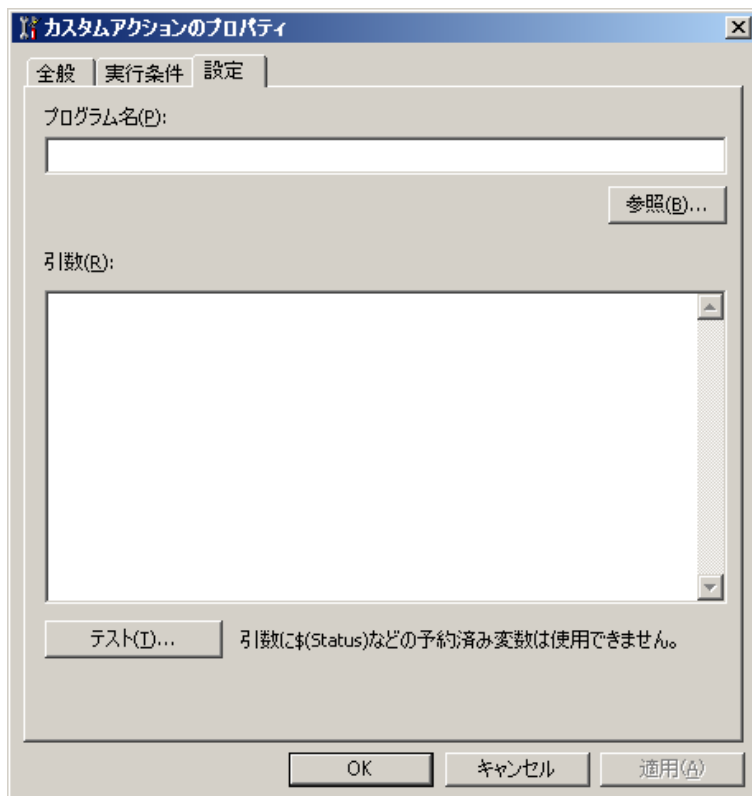 カスタムアクションのプロパティ
全般 実行条件 設定
プログラム名(P):
参照(B)...
引数(R):
テスト(T)... 引数に$(Status)などの予約済み変数は使用できません。
OK キャンセル 適用(A)